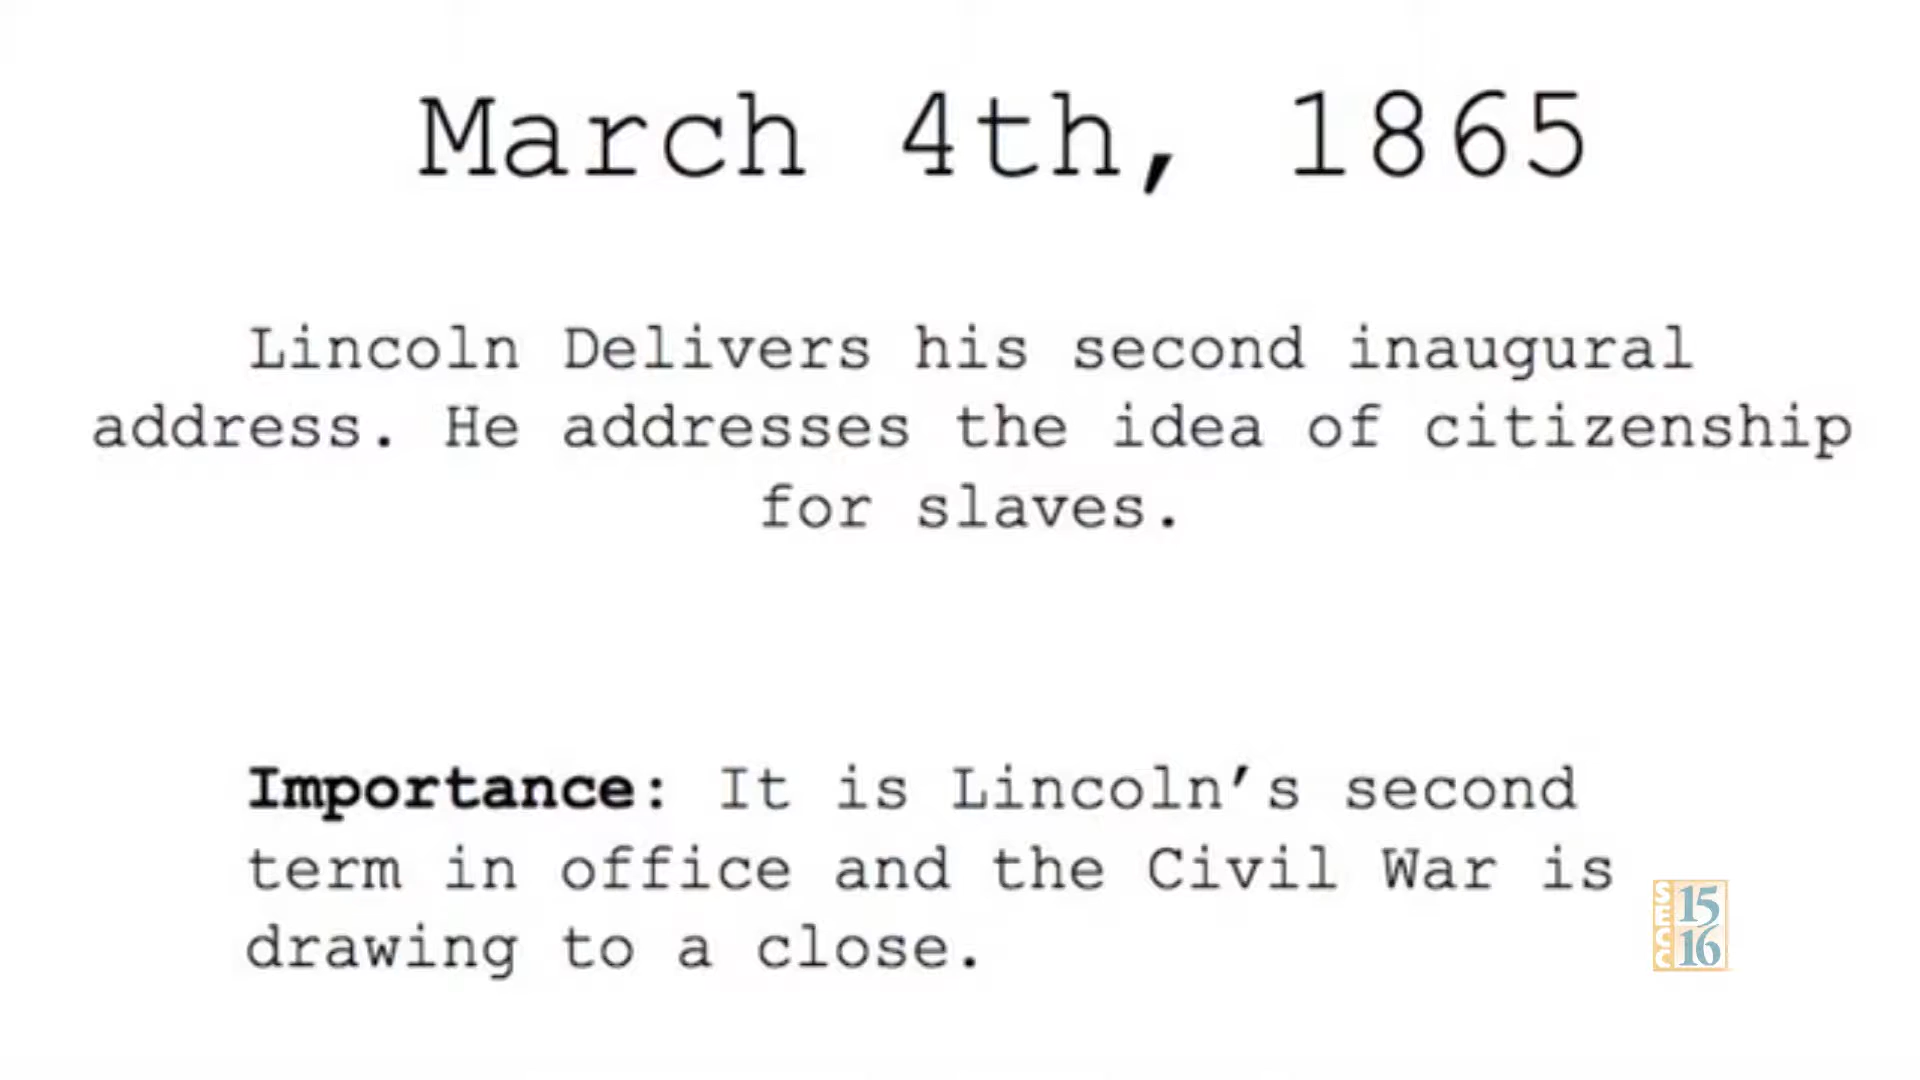 March 4th, 1865
Lincoln Delivers his second inaugural
address. He addresses the idea of citizenship
for slaves.
Importance: It is Lincoln’s second
term in office and the Civil War is
drawing to a close.
SECC
15
16